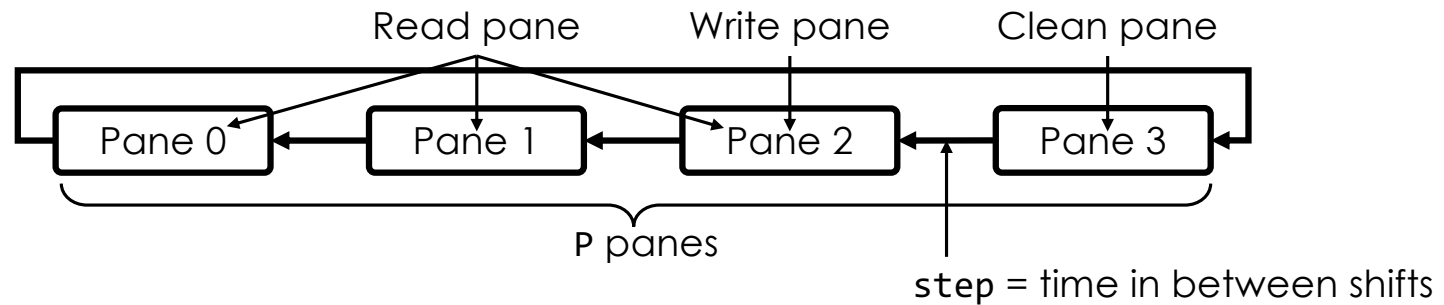 Read pane Write pane Clean pane
Pane 0 Pane 1 Pane 2 Pane 3
P panes
step = time in between shifts